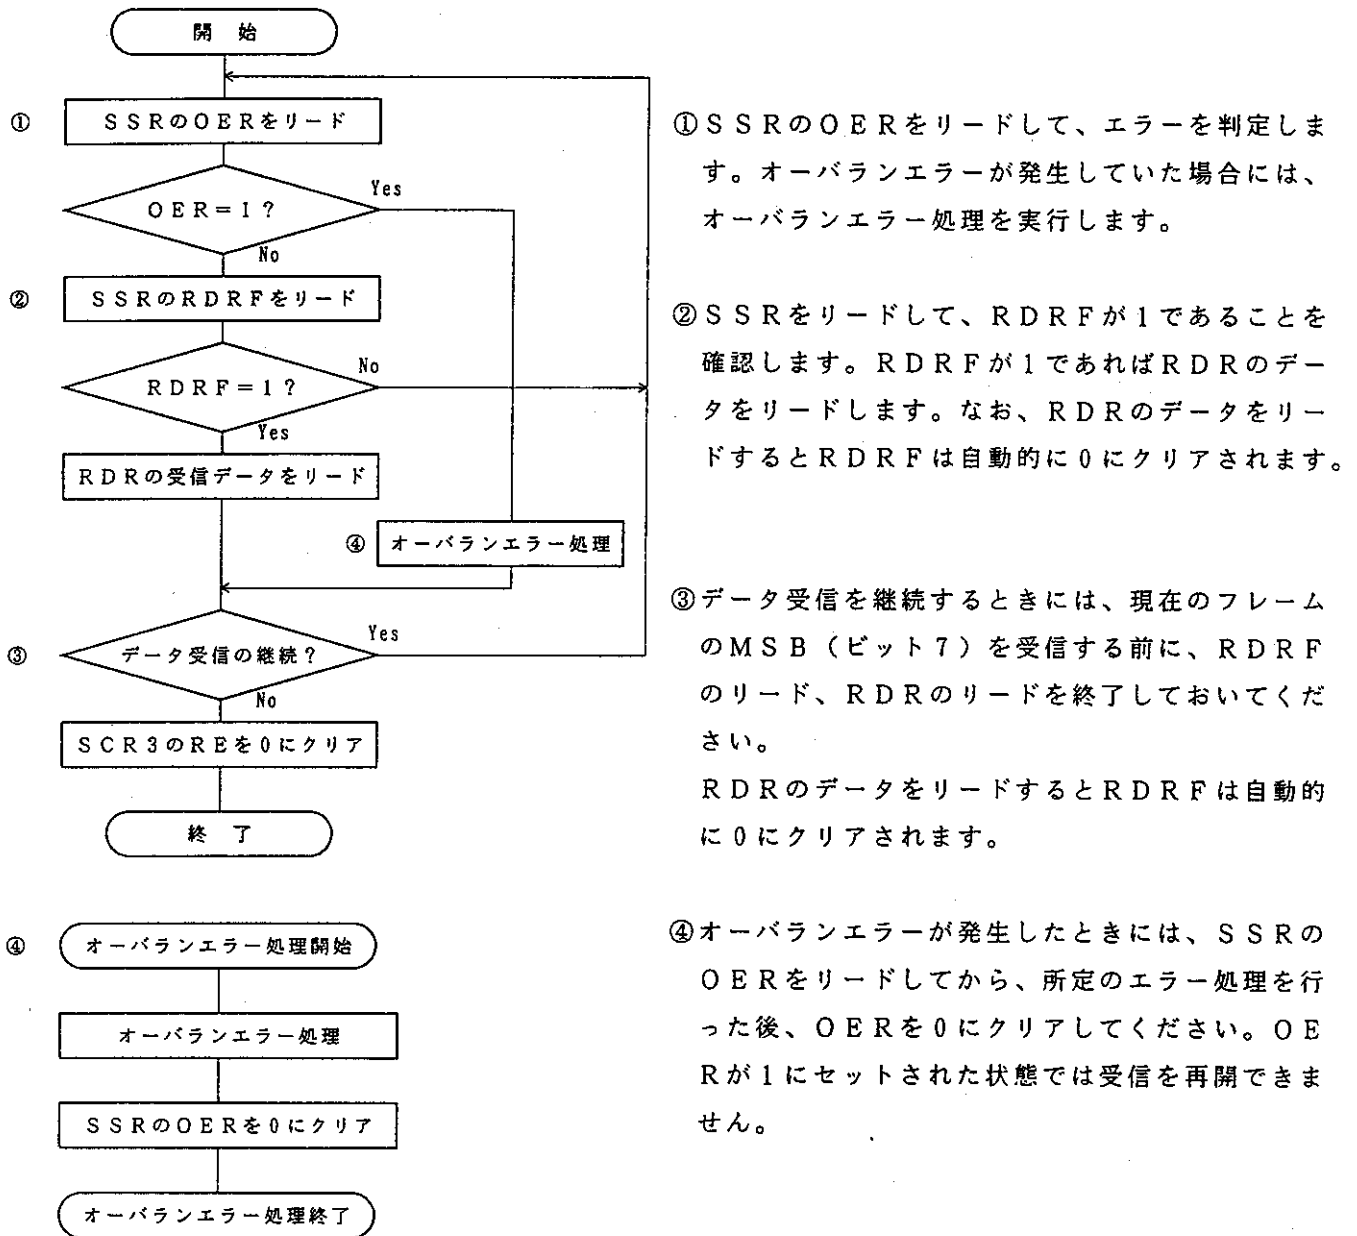 開 始
① SSRのOERをリード
OER=1?
Yes
No
② SSRのRDRFをリード
RDRF=1?
No
Yes
RDRの受信データをリード
④ オーバランエラー処理
③ データ受信の継続?
Yes
No
SCR3のREを0にクリア
終 了
④ オーバランエラー処理開始
オーバランエラー処理
SSRのOERを0にクリア
オーバランエラー処理終了
①SSRのOERをリードして、エラーを判定しま
す。オーバランエラーが発生していた場合には、
オーバランエラー処理を実行します。
②SSRをリードして、RDRFが1であることを
確認します。RDRFが1であればRDRのデー
タをリードします。なお、RDRのデータをリー
ドするとRDRFは自動的に0にクリアされます。
③データ受信を継続するときには、現在のフレーム
のMSB(ビット7)を受信する前に、RDRF
のリード、RDRのリードを終了しておいてくだ
さい。
RDRのデータをリードするとRDRFは自動的
に0にクリアされます。
④オーバランエラーが発生したときには、SSRの
OERをリードしてから、所定のエラー処理を行
った後、OERを0にクリアしてください。OE
Rが1にセットされた状態では受信を再開できま
せん。